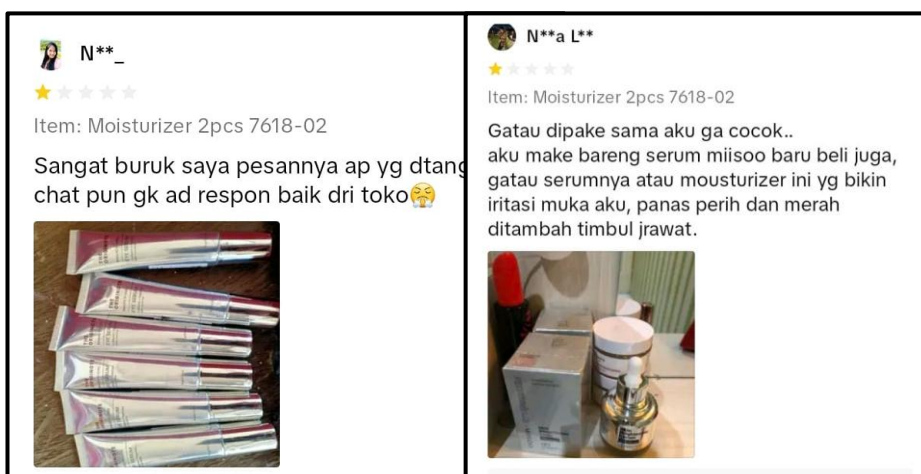 N**_
Item: Moisturizer 2pcs 7618-02
Sangat buruk saya pesannya ap yg dtang
chat pun gk ad respon baik dri toko😤
N**a L**
Item: Moisturizer 2pcs 7618-02
Gatau dipake sama aku ga cocok..
aku make bareng serum miisoo baru beli juga,
gatau serumnya atau mousturizer ini yg bikin
iritasi muka aku, panas perih dan merah
ditambah timbul jrawat.